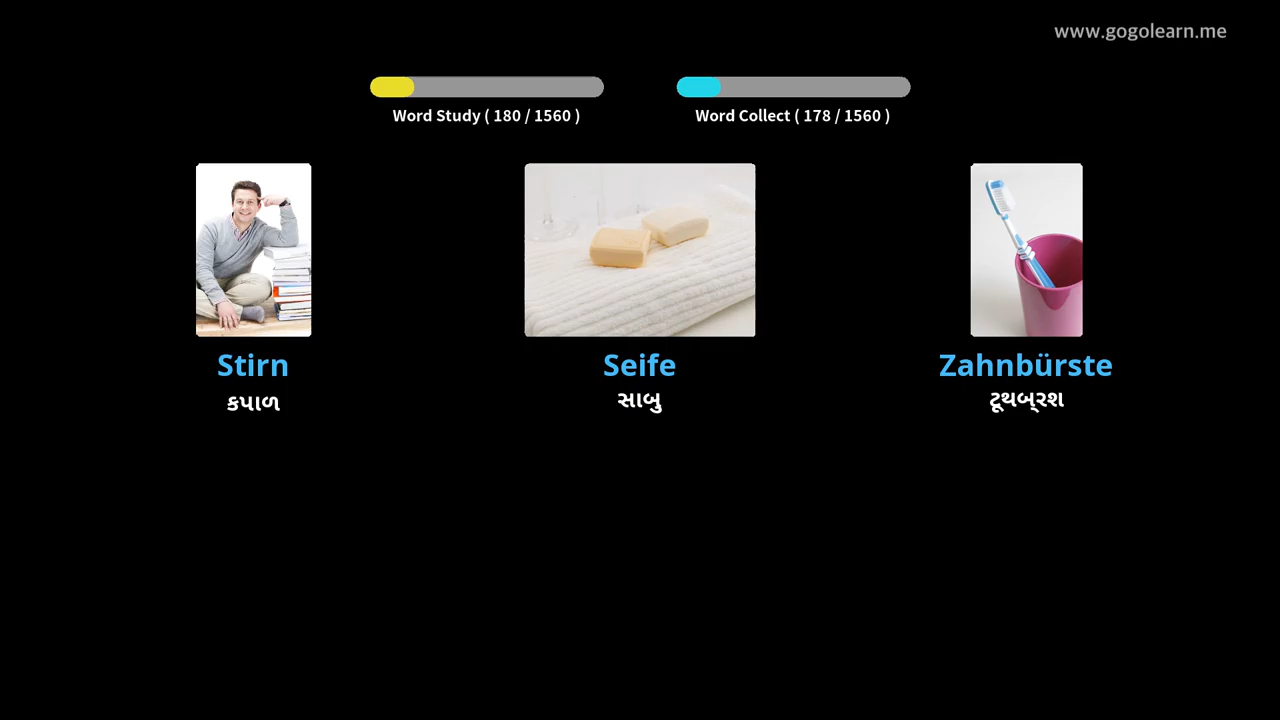 www.gogolearn.me
Word Study ( 180 / 1560 )
Word Collect ( 178 / 1560 )
Stirn
કપાળ
Seife
સાબુ
Zahnbürste
ટૂથબ્રશ